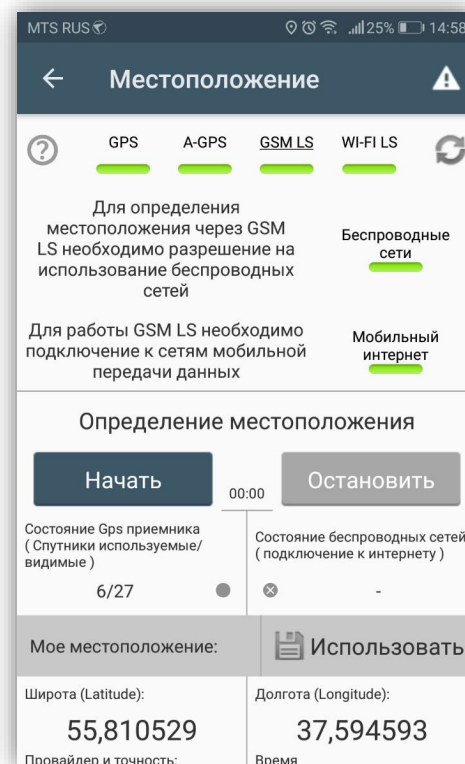 MTS RUS 25% 14:58
Местоположение
GPS A-GPS GSM LS WI-FI LS
Для определения
местоположения через GSM
LS необходимо разрешение на
использование беспроводных
сетей
Беспроводные
сети
Для работы GSM LS необходимо
подключение к сетям мобильной
передачи данных
Мобильный
интернет
Определение местоположения
Начать 00:00 Остановить
Состояние Gps приемника
( Спутники используемые/
видимые )
6/27
Состояние беспроводных сетей
( подключение к интернету )
-
Мое местоположение: Использовать
Широта (Latitude): Долгота (Longitude):
55,810529 37,594593
Провайдер и точность: Время